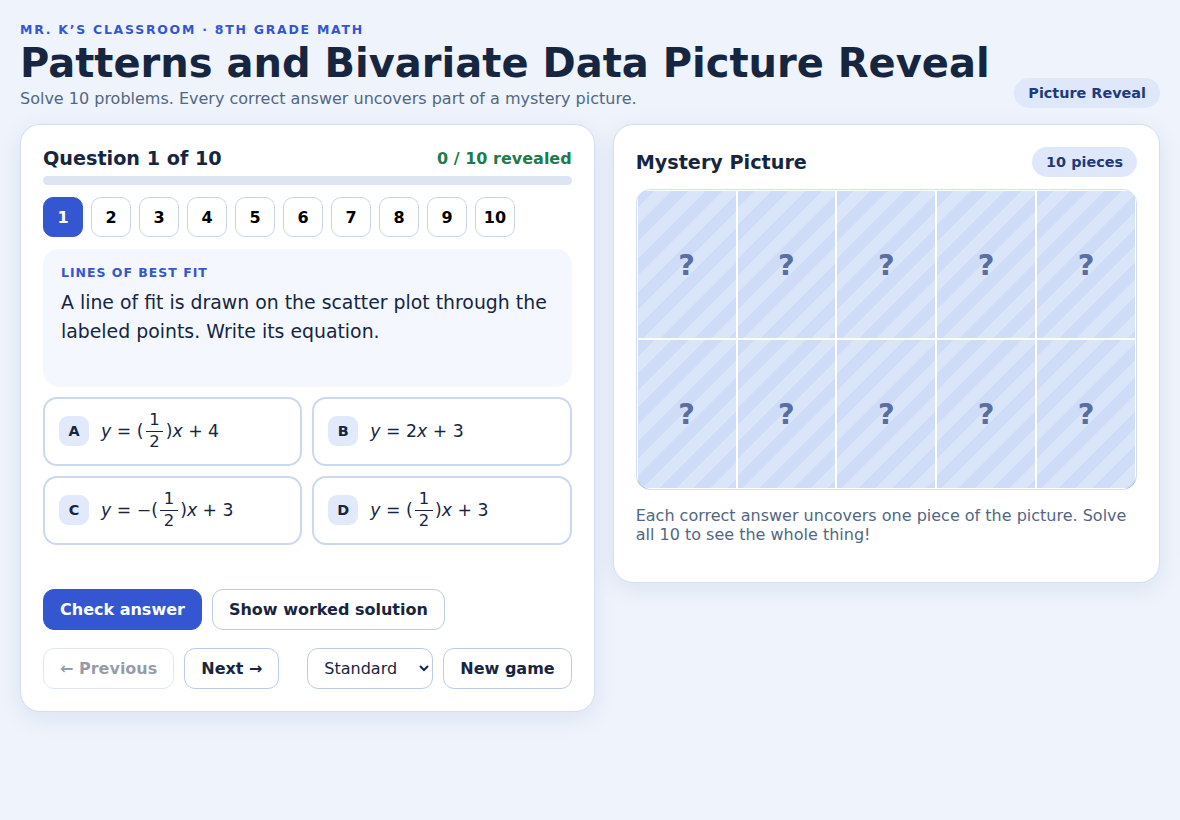 MR. K’S CLASSROOM · 8TH GRADE MATH
Patterns and Bivariate Data Picture Reveal
Solve 10 problems. Every correct answer uncovers part of a mystery picture.
Picture Reveal
Question 1 of 10
0 / 10 revealed
1 2 3 4 5 6 7 8 9 10
LINES OF BEST FIT
A line of fit is drawn on the scatter plot through the
labeled points. Write its equation.
A y = (1/2)x + 4
B y = 2x + 3
C y = −(1/2)x + 3
D y = (1/2)x + 3
Check answer
Show worked solution
← Previous
Next →
Standard
New game
Mystery Picture
10 pieces
? ? ? ? ?
? ? ? ? ?
Each correct answer uncovers one piece of the picture. Solve
all 10 to see the whole thing!